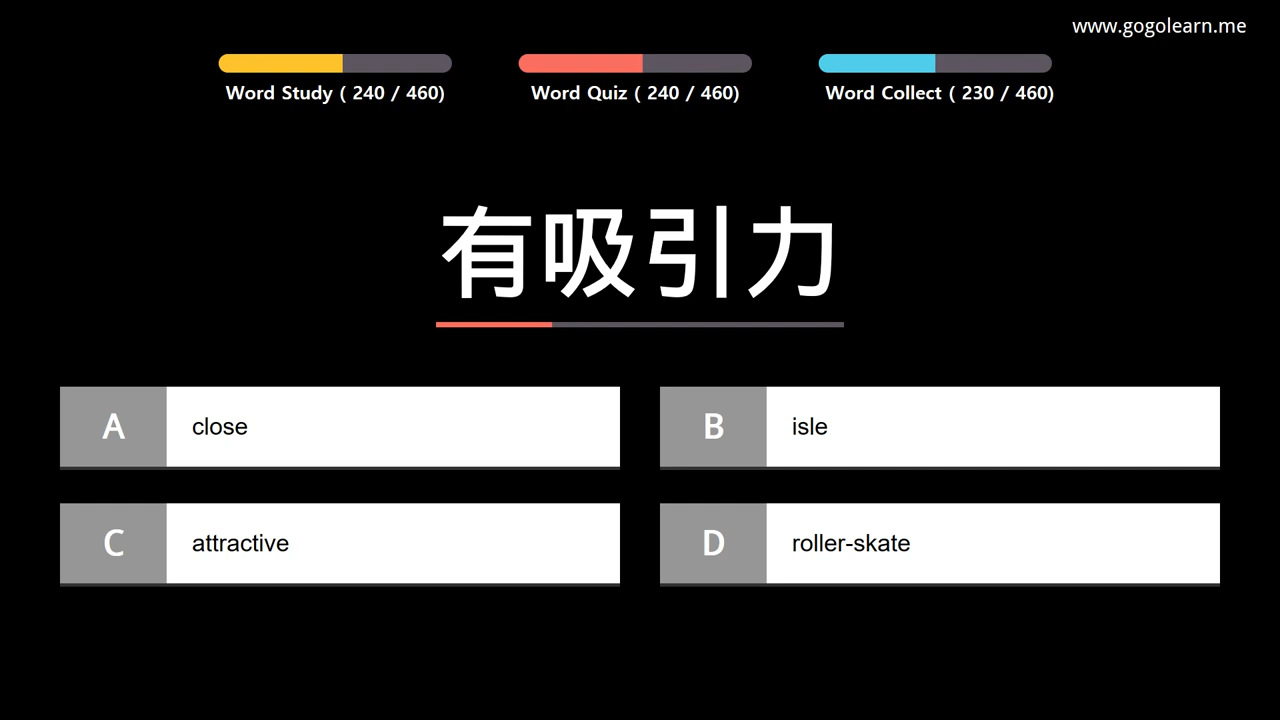 www.gogolearn.me
Word Study ( 240 / 460)
Word Quiz ( 240 / 460)
Word Collect ( 230 / 460)
有吸引力
A close
B isle
C attractive
D roller-skate